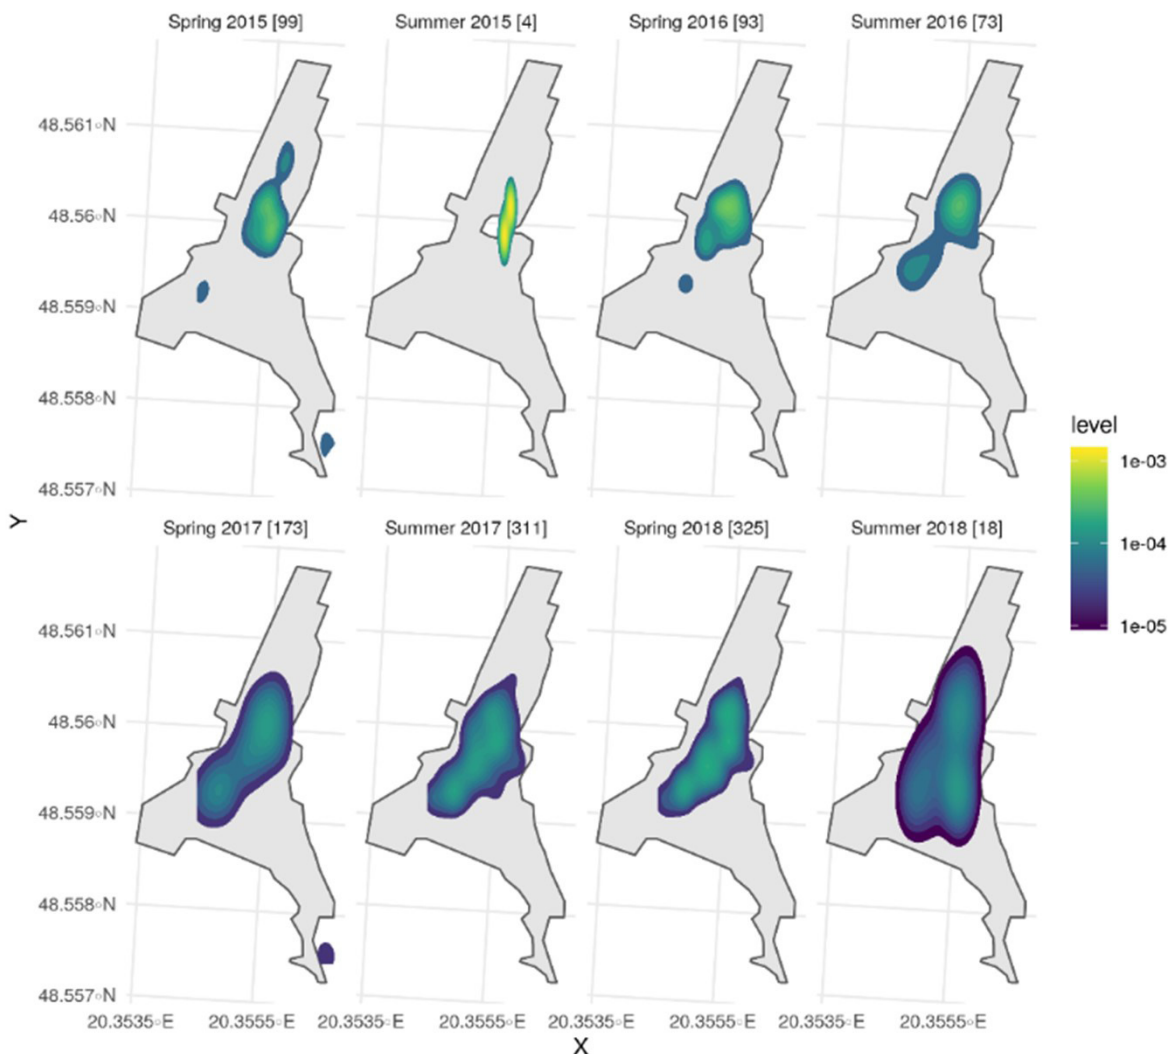 Spring 2015 [99] Summer 2015 [4] Spring 2016 [93] Summer 2016 [73]
48.561°N
48.56°N
48.559°N
48.558°N
48.557°N
level
1e-03
1e-04
1e-05
Y
Spring 2017 [173] Summer 2017 [311] Spring 2018 [325] Summer 2018 [18]
48.561°N
48.56°N
48.559°N
48.558°N
48.557°N
20.3535°E 20.3555°E 20.3535°E 20.3555°E 20.3535°E 20.3555°E 20.3535°E 20.3555°E
X